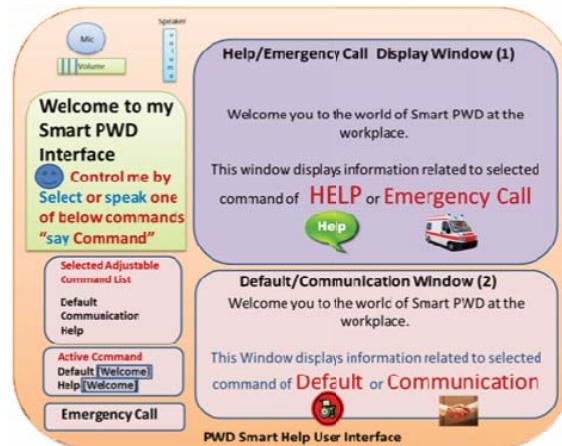 Speaker
Mic
Volume
v
o
l
u
m
e
Welcome to my
Smart PWD
Interface
Control me by
Select or speak one
of below commands
"say Command"
Selected Adjustable
Command List
Default
Communication
Help
Active Command
Default [Welcome]
Help [Welcome]
Emergency Call
Help/Emergency Call Display Window (1)
Welcome you to the world of Smart PWD at the
workplace.
This window displays information related to selected
command of HELP or Emergency Call
Help
Default/Communication Window (2)
Welcome you to the world of Smart PWD at the
workplace.
This Window displays information related to selected
command of Default or Communication
PWD Smart Help User Interface